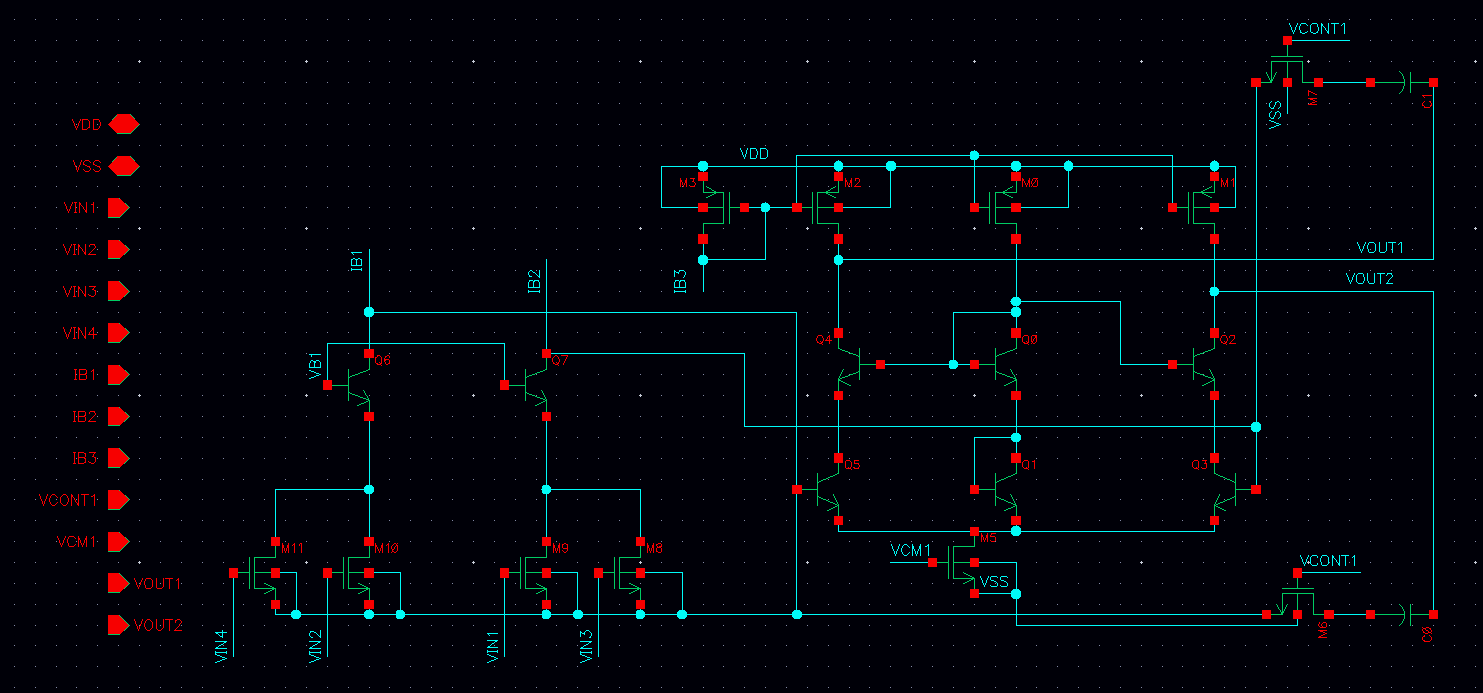 VCONT1
M7
C1
VSS
VDD
VDD
VSS
M3
M2
M0
M1
VIN1
VIN2
VOUT1
IB1
IB2
IB3
VOUT2
VIN3
VIN4
Q4
Q0
Q2
VB1
Q6
Q7
IB1
IB2
IB3
Q5
Q1
Q3
VCONT1
VCM1
M11
M10
M9
M8
VCM1
M5
VCONT1
VSS
VOUT1
VOUT2
VIN4
VIN2
VIN1
VIN3
M6
C0